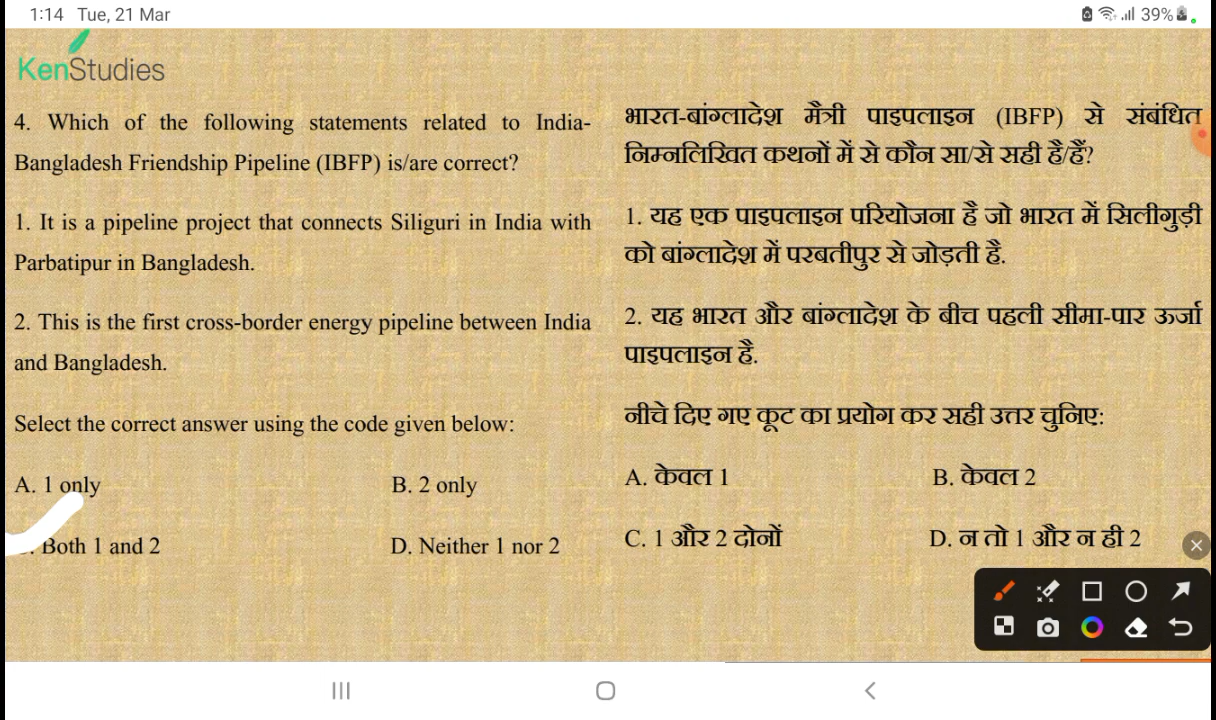 1:14 Tue, 21 Mar
39%
KenStudies
4. Which of the following statements related to India-
Bangladesh Friendship Pipeline (IBFP) is/are correct?
1. It is a pipeline project that connects Siliguri in India with
Parbatipur in Bangladesh.
2. This is the first cross-border energy pipeline between India
and Bangladesh.
Select the correct answer using the code given below:
A. 1 only
B. 2 only
Both 1 and 2
D. Neither 1 nor 2
भारत-बांग्लादेश मैत्री पाइपलाइन (IBFP) से संबंधित
निम्नलिखित कथनों में से कौन सा/से सही है/हैं?
1. यह एक पाइपलाइन परियोजना है जो भारत में सिलीगुड़ी
को बांग्लादेश में परबतीपुर से जोड़ती है.
2. यह भारत और बांग्लादेश के बीच पहली सीमा-पार ऊर्जा
पाइपलाइन है.
नीचे दिए गए कूट का प्रयोग कर सही उत्तर चुनिए:
A. केवल 1
B. केवल 2
C. 1 और 2 दोनों
D. न तो 1 और न ही 2